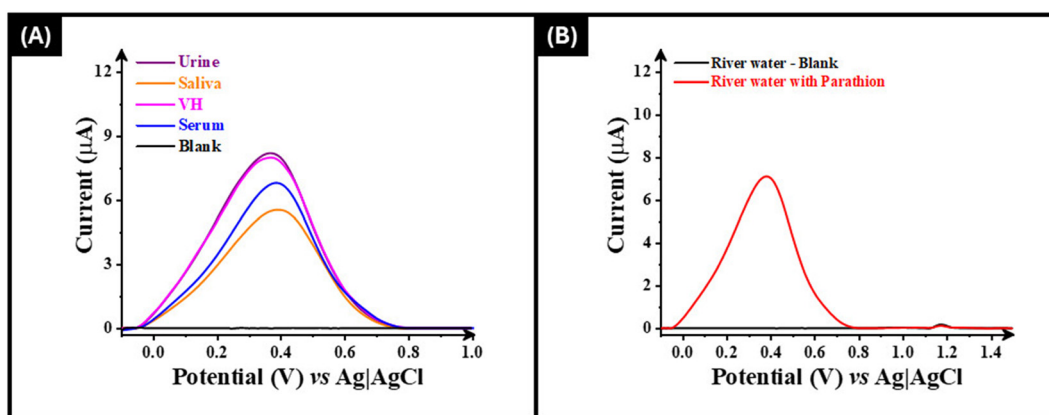 (A)
Urine
Saliva
VH
Serum
Blank
12
9
6
3
0
Current (μA)
0.0 0.2 0.4 0.6 0.8 1.0
Potential (V) vs Ag|AgCl
(B)
River water - Blank
River water with Parathion
12
10
8
6
4
2
0
Current (μA)
0.0 0.2 0.4 0.6 0.8 1.0 1.2 1.4
Potential (V) vs Ag|AgCl